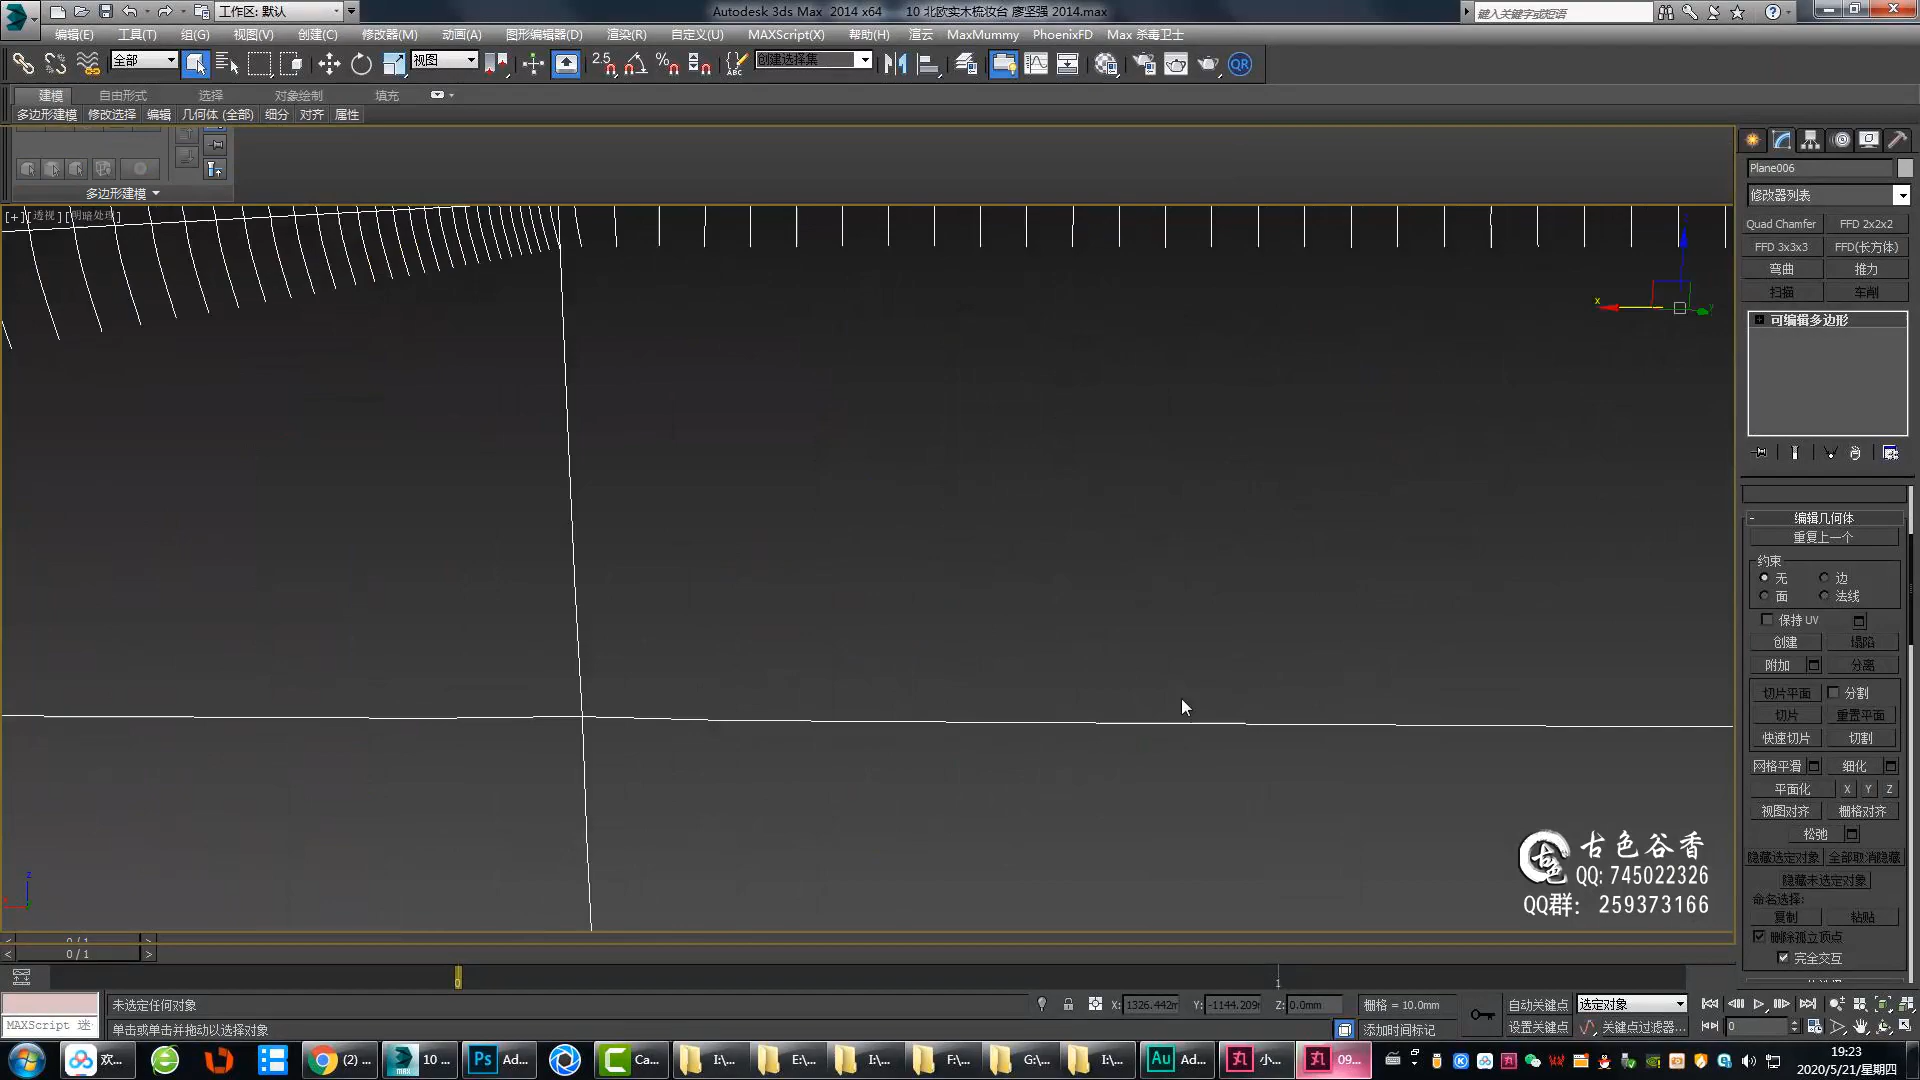 Autodesk 3ds Max 2014 x64    10 北欧实木梳妆台 廖坚强 2014.max
工作区: 默认
键入关键字或短语
编辑(E) 工具(T) 组(G) 视图(V) 创建(C) 修改器(M) 动画(A) 图形编辑器(D) 渲染(R) 自定义(U) MAXScript(X) 帮助(H) 渲云 MaxMummy PhoenixFD Max 杀毒卫士
全部 视图 2.5 ABC 创建选择集 QR
建模 自由形式 选择 对象绘制 填充
多边形建模 修改选择 编辑 几何体 (全部) 细分 对齐 属性
多边形建模
[+][透视][明暗处理]
Plane006
修改器列表
Quad Chamfer FFD 2x2x2
FFD 3x3x3 FFD(长方体)
弯曲 推力
扫描 车削
可编辑多边形
编辑几何体
重复上一个
约束
无 边
面 法线
保持 UV
创建 塌陷
附加 分离
切片平面 分割
切片 重置平面
快速切片 切割
网格平滑 细化
平面化 X Y Z
视图对齐 栅格对齐
松弛
隐藏选定对象 全部取消隐藏
隐藏未选定对象
命名选择:
复制 粘贴
删除孤立顶点
完全交互
x
z
古色谷香
QQ: 745022326
QQ群: 259373166
0 / 1
0 / 1
0 1
未选定任何对象
X: 1326.442m Y: -1144.209m Z: 0.0mm 栅格 = 10.0mm 自动关键点 选定对象
MAXScript 迷 单击或单击并拖动以选择对象 添加时间标记 设置关键点 关键点过滤器... 0
欢... (2) ... 10 ... Ad... Ca... I:\... E:\... I:\... F:\... G:\... I:\... Ad... 小... 09...
19:23
2020/5/21/星期四